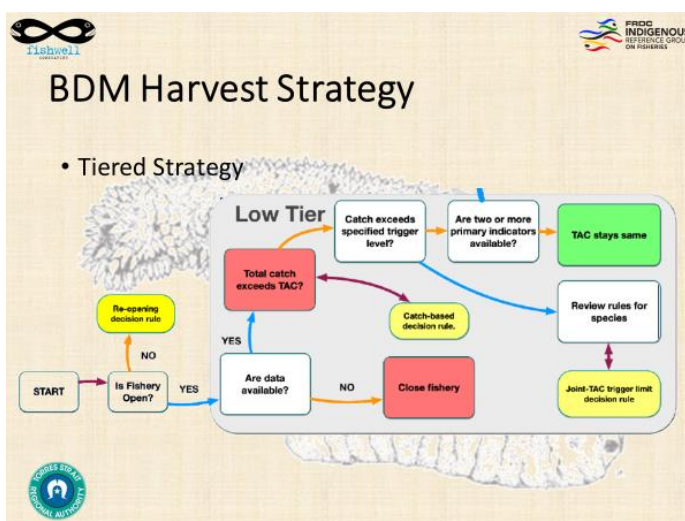 fishwell
CONSULTING
FRDC
INDIGENOUS
REFERENCE GROUP
ON FISHERIES
BDM Harvest Strategy
• Tiered Strategy
Low Tier
Catch exceeds
specified trigger
level?
Are two or more
primary indicators
available?
TAC stays same
Total catch
exceeds TAC?
Re-opening
decision rule
Catch-based
decision rule.
Review rules for
species
NO
YES
START
Is Fishery
Open?
YES
Are data
available?
NO
Close fishery
Joint-TAC trigger limit
decision rule
TORRES STRAIT
REGIONAL AUTHORITY